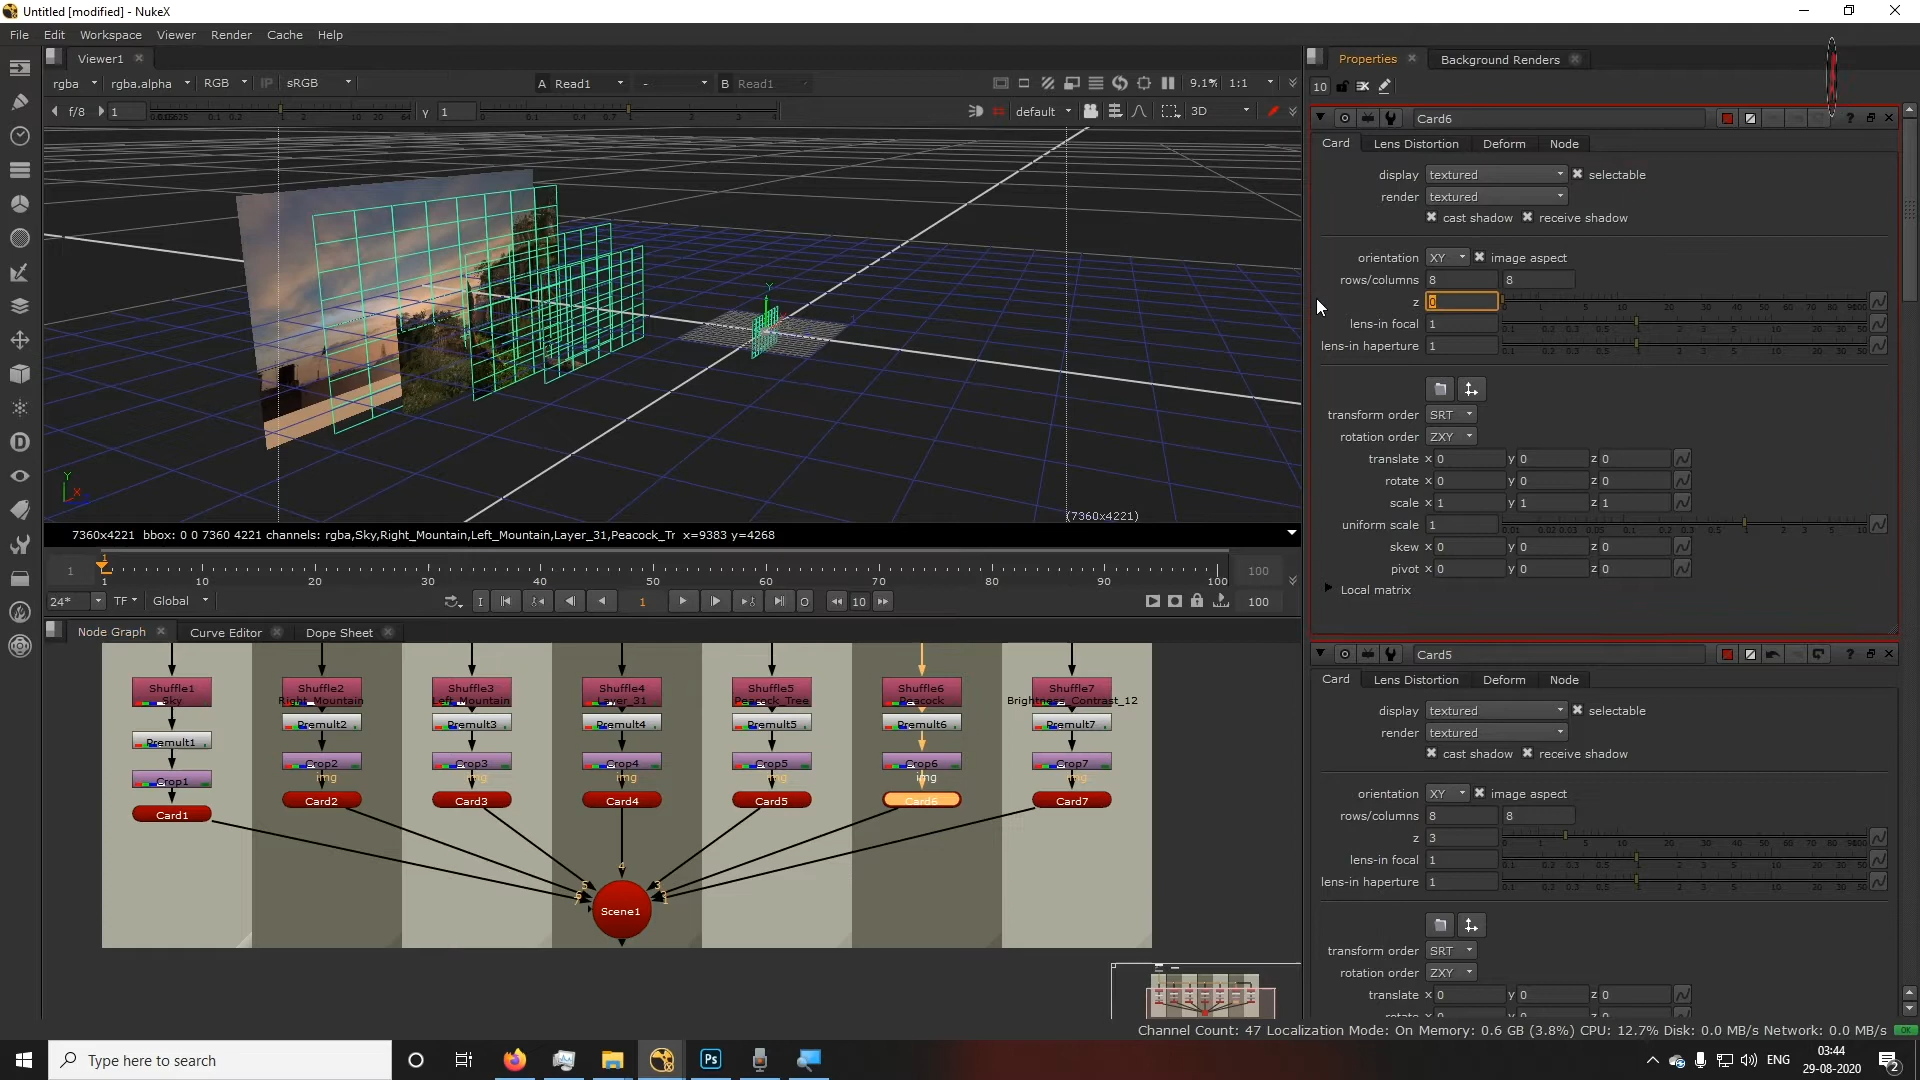 Untitled [modified] - NukeX
File Edit Workspace Viewer Render Cache Help
Viewer1
rgba rgba.alpha RGB IP sRGB A Read1 - B Read1 9.1% 1:1
f/8 1 y 1 default 3D
(7360x4221)
7360x4221 bbox: 0 0 7360 4221 channels: rgba,Sky,Right_Mountain,Left_Mountain,Layer_31,Peacock_Tr x=9383 y=4268
1 1 100
1 10 20 30 40 50 60 70 80 90 100
24* TF Global 1 10 100
Node Graph Curve Editor Dope Sheet
Shuffle1 Shuffle2 Shuffle3 Shuffle4 Shuffle5 Shuffle6 Shuffle7
Sky Right_Mountain Left_Mountain Layer_31 Peacock_Tree Peacock Brightness_Contrast_12
Premult1 Premult2 Premult3 Premult4 Premult5 Premult6 Premult7
Crop1 Crop2 Crop3 Crop4 Crop5 Crop6 Crop7
img img img img img img
Card1 Card2 Card3 Card4 Card5 Card6 Card7
4
Scene1
Properties Background Renders
10
Card6
Card Lens Distortion Deform Node
display textured selectable
render textured
cast shadow receive shadow
orientation XY image aspect
rows/columns 8 8
z 0
lens-in focal 1
lens-in haperture 1
transform order SRT
rotation order ZXY
translate x 0 y 0 z 0
rotate x 0 y 0 z 0
scale x 1 y 1 z 1
uniform scale 1
skew x 0 y 0 z 0
pivot x 0 y 0 z 0
Local matrix
Card5
Card Lens Distortion Deform Node
display textured selectable
render textured
cast shadow receive shadow
orientation XY image aspect
rows/columns 8 8
z 3
lens-in focal 1
lens-in haperture 1
transform order SRT
rotation order ZXY
translate x 0 y 0 z 0
Channel Count: 47 Localization Mode: On Memory: 0.6 GB (3.8%) CPU: 12.7% Disk: 0.0 MB/s Network: 0.0 MB/s
Type here to search
ENG
03:44
29-08-2020
2